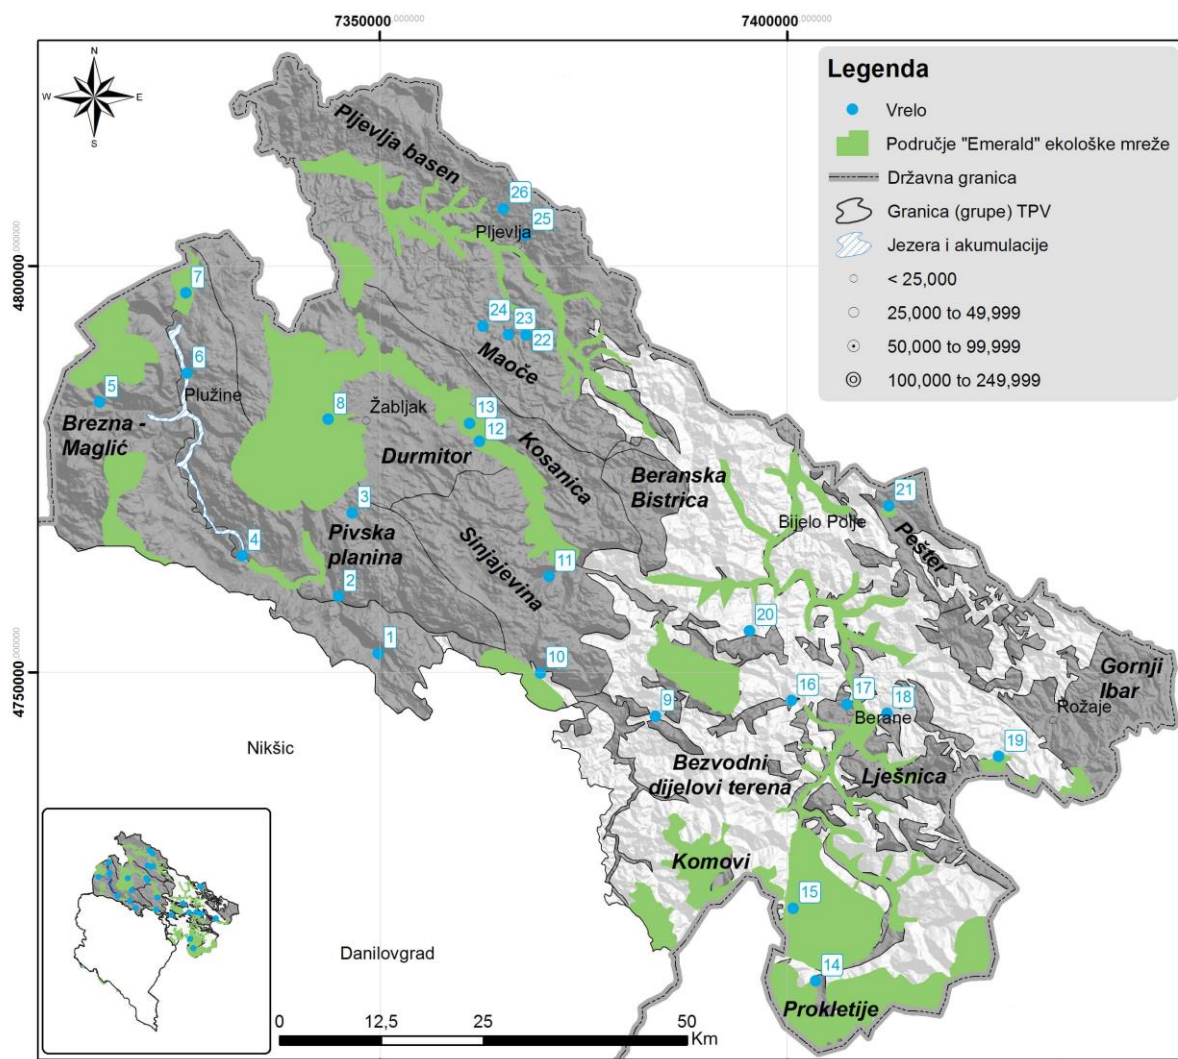 7350000,000000
7400000,000000
4800000,000000
4750000,000000
N
W
E
S
Legenda
Vrelo
Područje "Emerald" ekološke mreže
Državna granica
Granica (grupe) TPV
Jezera i akumulacije
< 25,000
25,000 to 49,999
50,000 to 99,999
100,000 to 249,999
Pljevlja basen
26
25
Pljevlja
7
24
23
22
Maoče
6
Plužine
5
Brezna -
Maglić
8
Žabljak
13
12
Durmitor
Kosanica
Beranska
Bistrica
3
Pivska
planina
21
Bijelo Polje
Pešter
4
2
Sinjajevina
11
1
20
10
Gornji
Ibar
Rožaje
9
16
17
18
Berane
19
Nikšic
Bezvodni
dijelovi terena
Lješnica
Komovi
15
Danilovgrad
14
Prokletije
0
12,5
25
50
Km